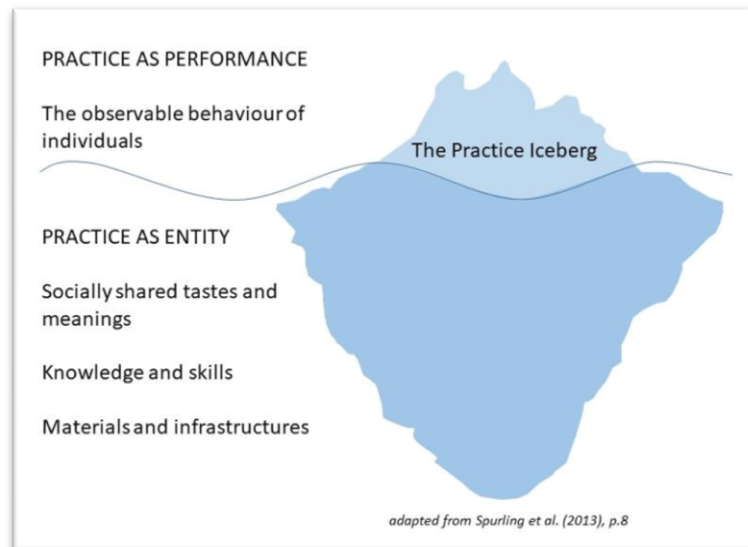 PRACTICE AS PERFORMANCE
The observable behaviour of
individuals
The Practice Iceberg
PRACTICE AS ENTITY
Socially shared tastes and
meanings
Knowledge and skills
Materials and infrastructures
adapted from Spurling et al. (2013), p.8